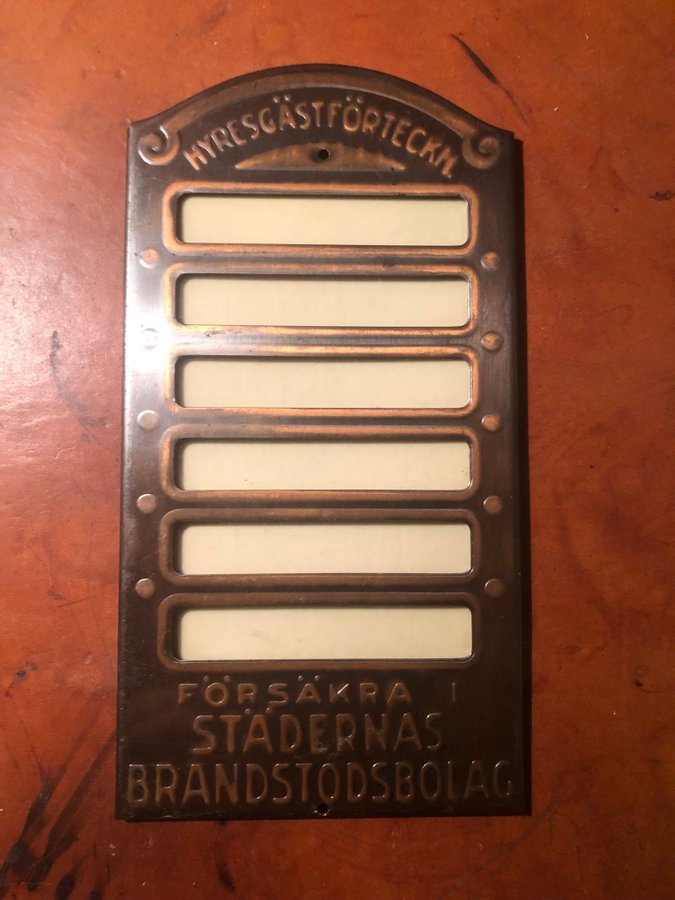 HYRESGÄSTFÖRTECKN.
FÖRSÄKRA I
STÄDERNAS
BRANDSTODSBOLAG